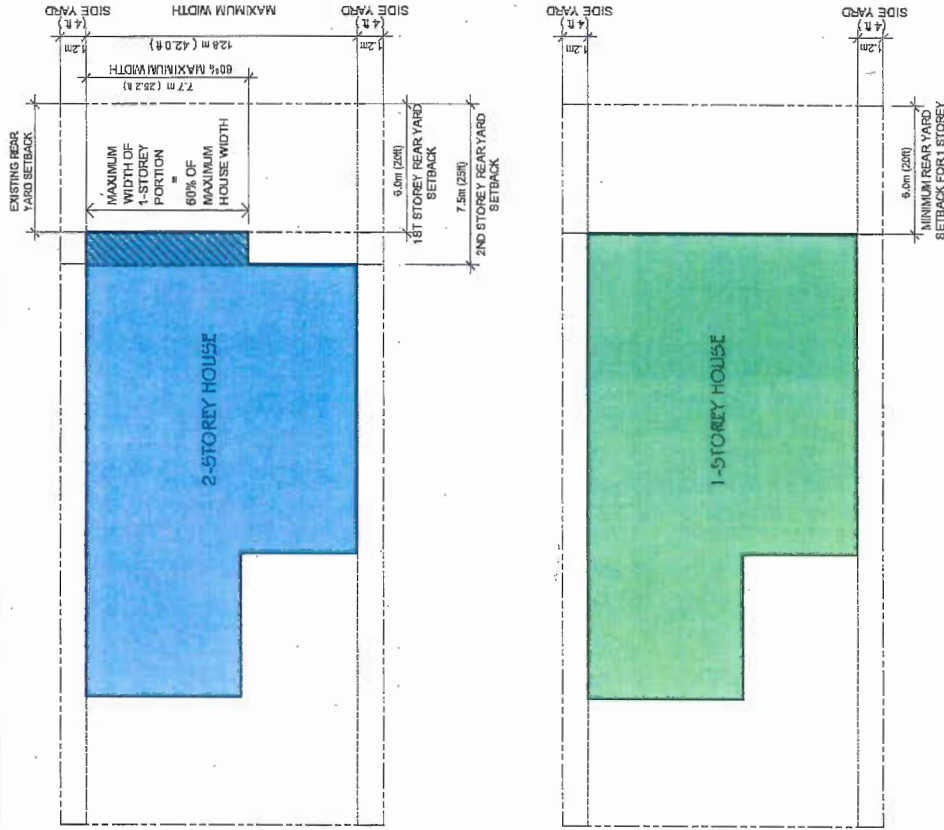 SIDE YARD
(4 ft)
1.2m
MAXIMUM WIDTH
12.8 m ( 42.0 ft )
60% MAXIMUM WIDTH
7.7 m (25.2 ft)
SIDE YARD
(4 ft)
1.2m
EXISTING REAR
YARD SETBACK
MAXIMUM
WIDTH OF
1-STOREY
PORTION
=
60% OF
MAXIMUM
HOUSE WIDTH
6.0m (20ft)
1ST STOREY REAR YARD
SETBACK
7.5m (25ft)
2ND STOREY REAR YARD
SETBACK
2-STOREY HOUSE
SIDE YARD
(4 ft)
1.2m
SIDE YARD
(4 ft)
1.2m
6.0m (20ft)
MINIMUM REAR YARD
SETBACK FOR 1 STOREY
1-STOREY HOUSE